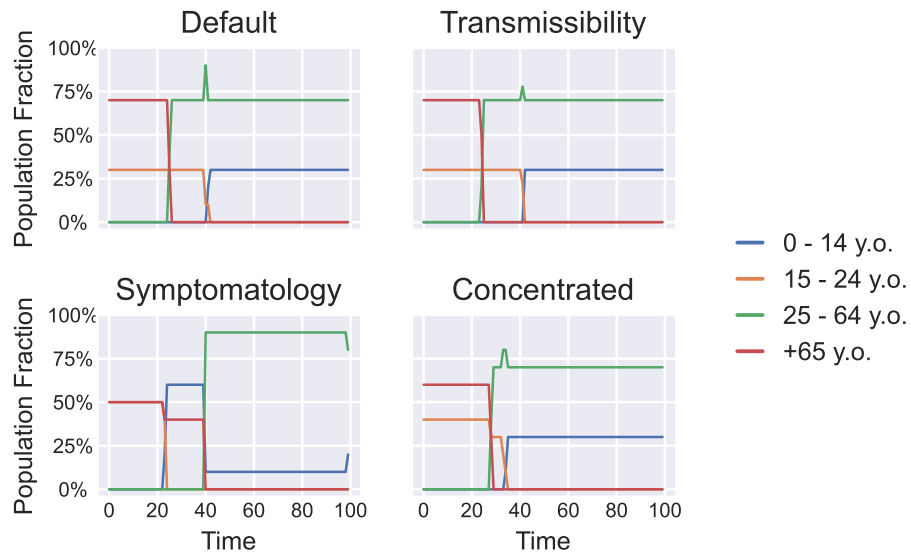 Default
Transmissibility
Population Fraction
100%
75%
50%
25%
0%
Symptomatology
Concentrated
Population Fraction
100%
75%
50%
25%
0%
0 20 40 60 80 100
0 20 40 60 80 100
Time
Time
0 - 14 y.o.
15 - 24 y.o.
25 - 64 y.o.
+65 y.o.